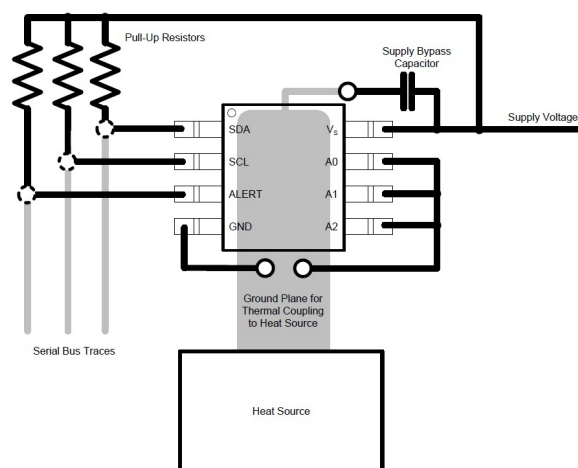 Pull-Up Resistors
Supply Bypass
Capacitor
Supply Voltage
SDA
VS
SCL
A0
ALERT
A1
GND
A2
Ground Plane for
Thermal Coupling
to Heat Source
Serial Bus Traces
Heat Source